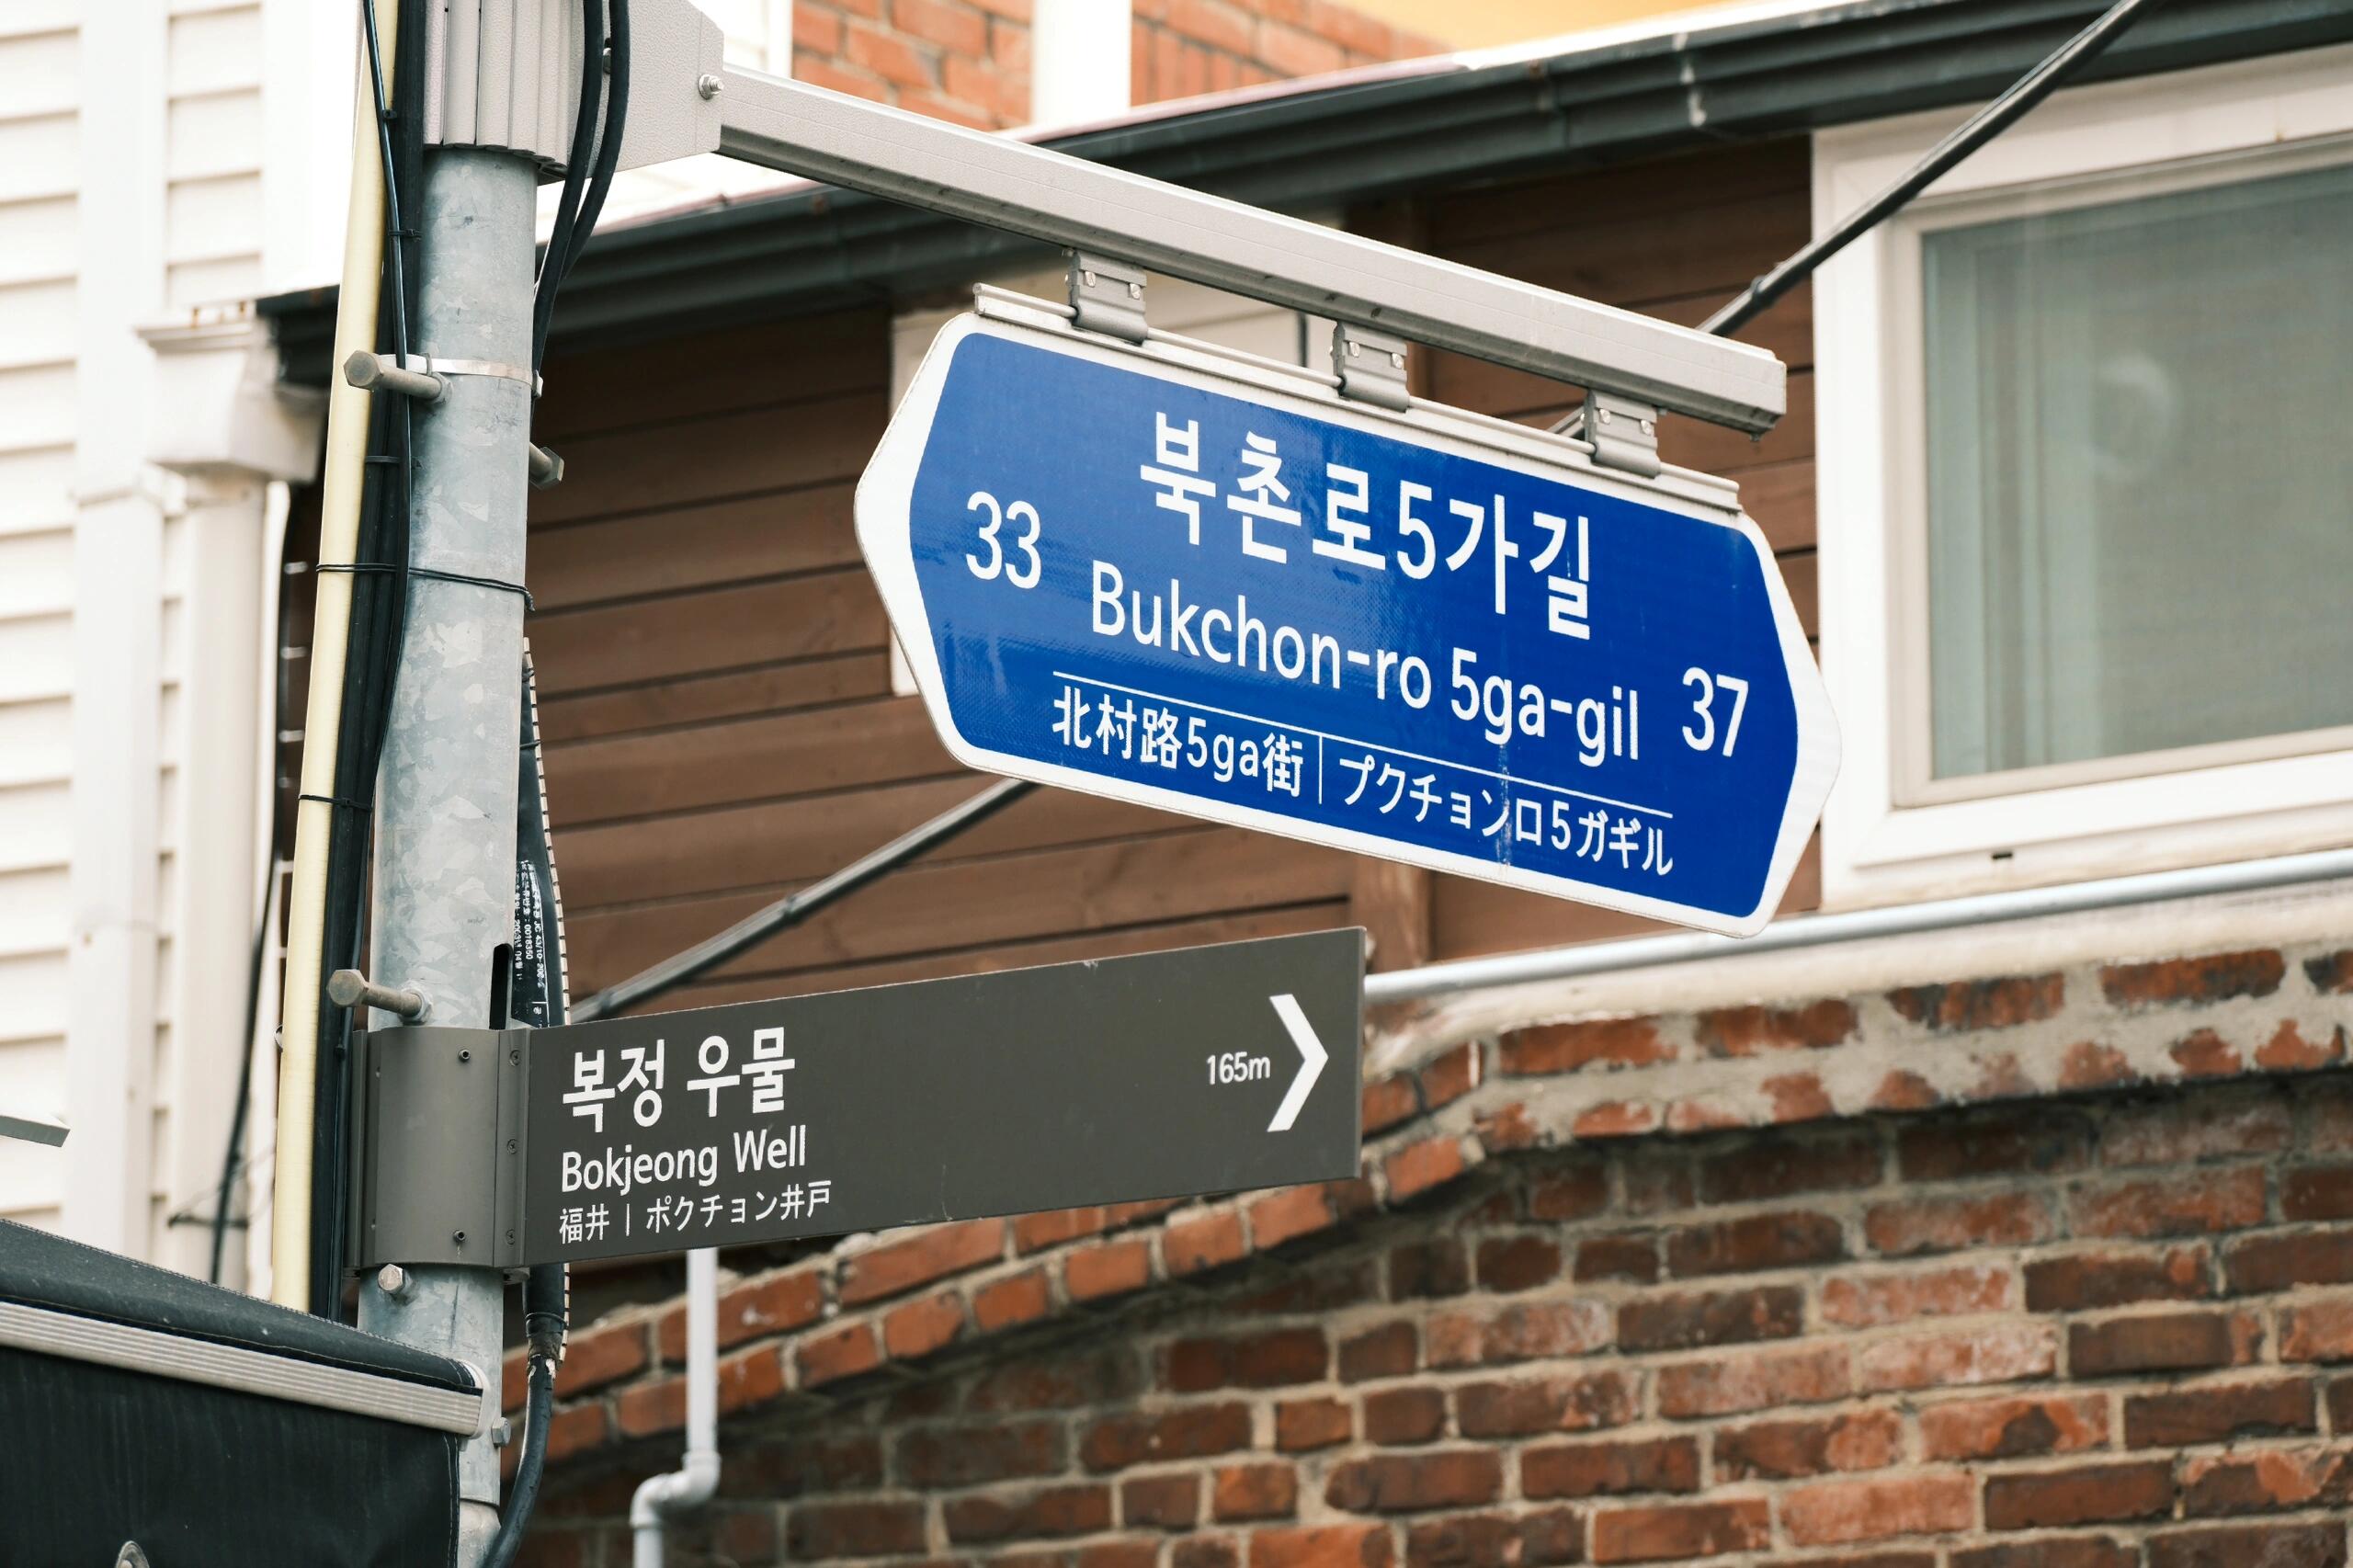 북촌로5가길
33 Bukchon-ro 5ga-gil 37
北村路5ga街 | プクチョンロ5ガギル
복정 우물
165m
Bokjeong Well
福井 | ポクチョン井戸